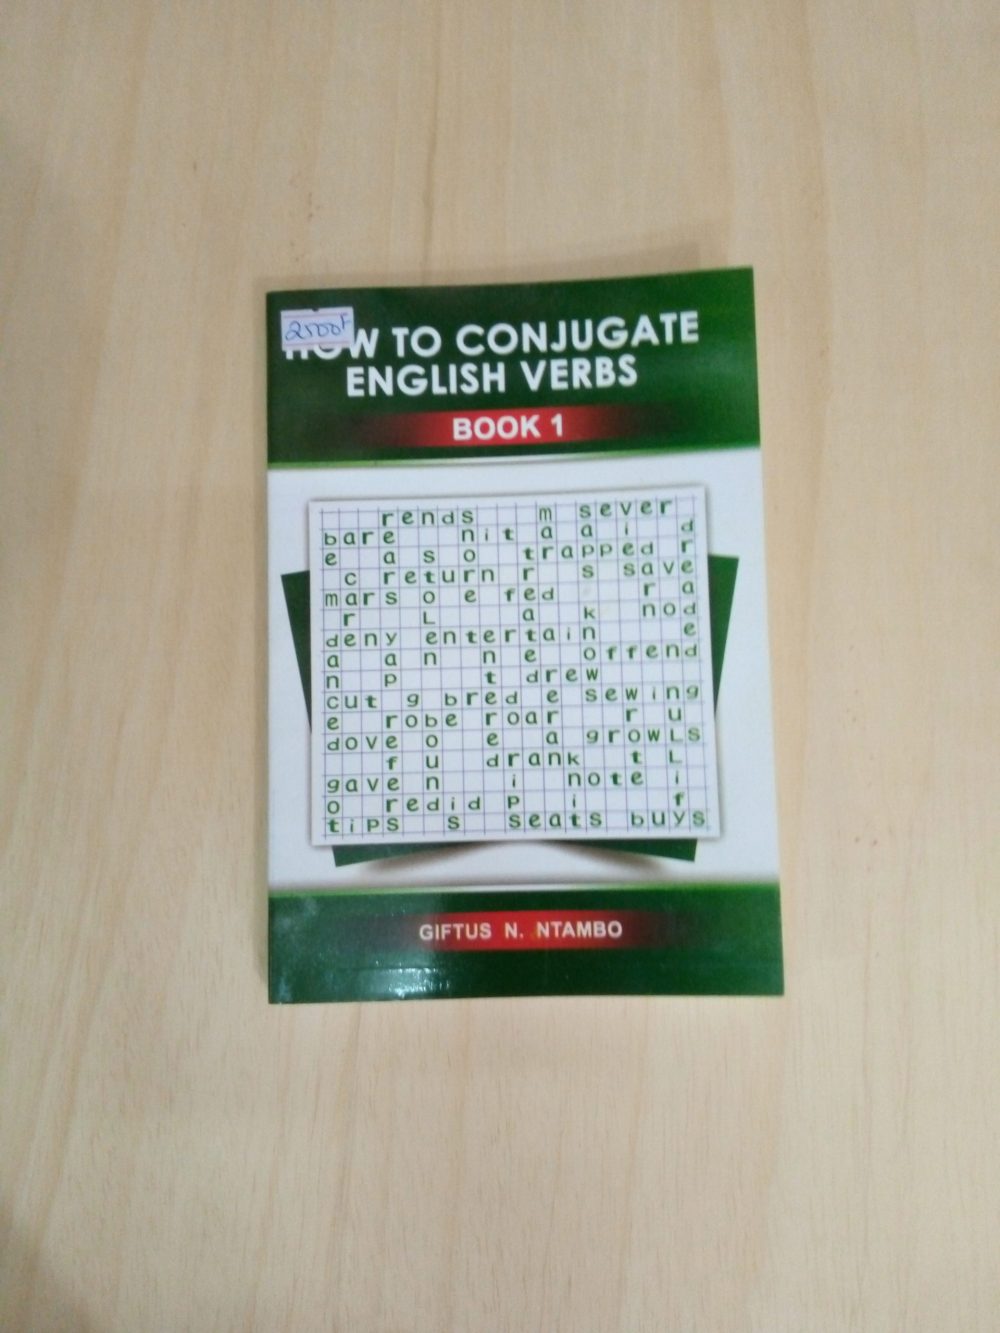 2500F
HOW TO CONJUGATE
ENGLISH VERBS
BOOK 1
rends m sever
bare nit a a i d
e a s o trapped r
c return r s save
mars o e fed r a
r L a k nod
deny entertain e
a a n n e offend
n p t drew
cut g bred e sewing
e robe roar r u
dove o e a growLs
f u drank t L
gave n i note i
o redid p i f
tips s seats buys
GIFTUS N. NTAMBO